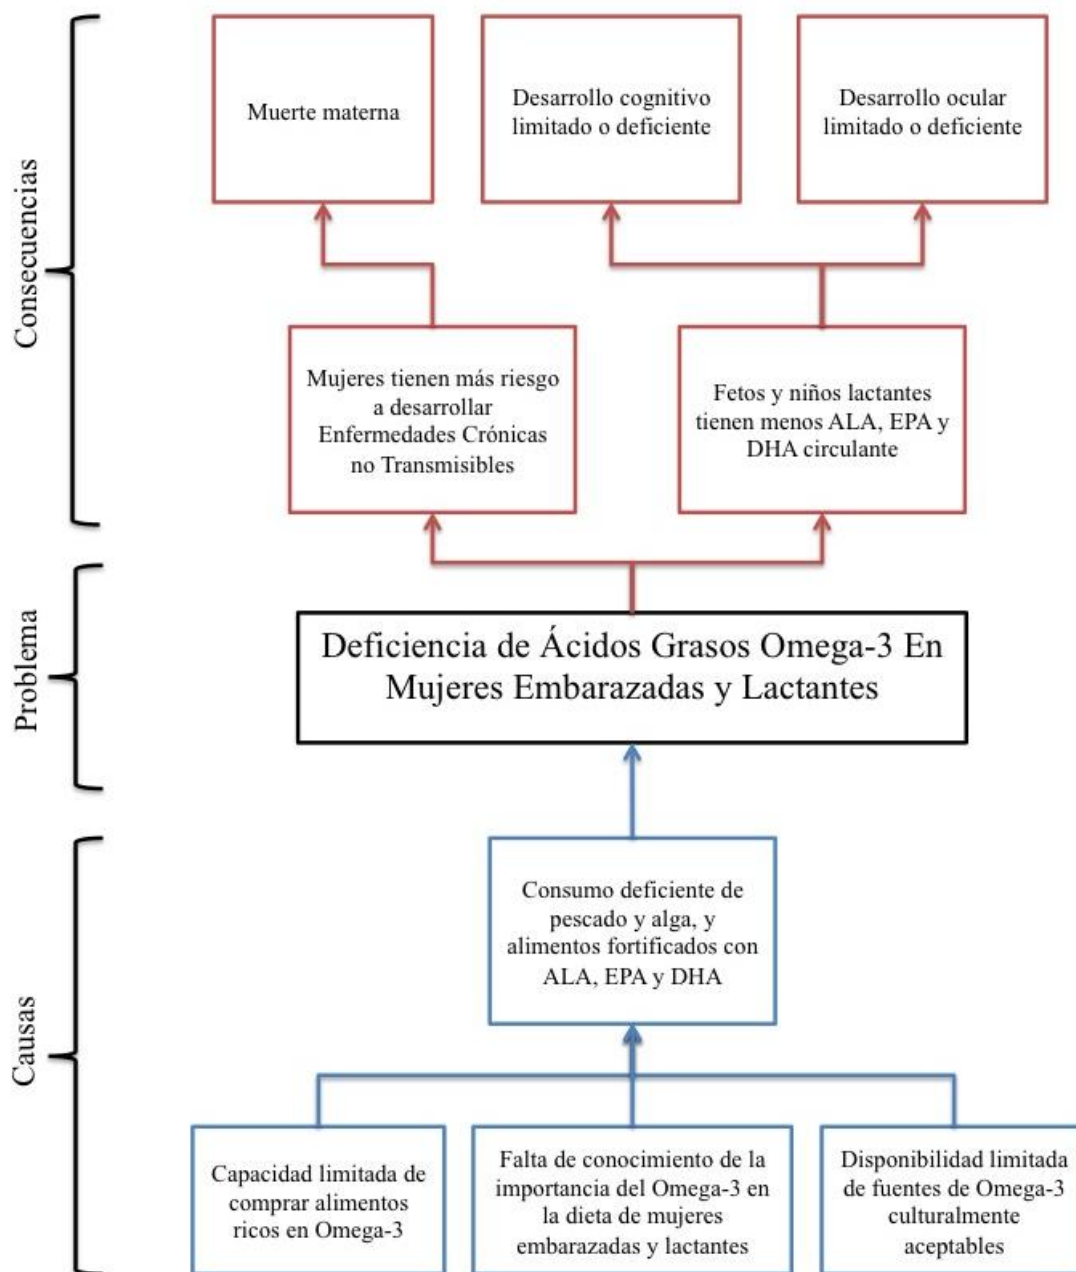 Consecuencias
Muerte materna
Desarrollo cognitivo
limitado o deficiente
Desarrollo ocular
limitado o deficiente
Mujeres tienen más riesgo
a desarrollar
Enfermedades Crónicas
no Transmisibles
Fetos y niños lactantes
tienen menos ALA, EPA y
DHA circulante
Problema
Deficiencia de Ácidos Grasos Omega-3 En
Mujeres Embarazadas y Lactantes
Causas
Consumo deficiente de
pescado y alga, y
alimentos fortificados con
ALA, EPA y DHA
Capacidad limitada de
comprar alimentos
ricos en Omega-3
Falta de conocimiento de la
importancia del Omega-3 en
la dieta de mujeres
embarazadas y lactantes
Disponibilidad limitada
de fuentes de Omega-3
culturalmente
aceptables